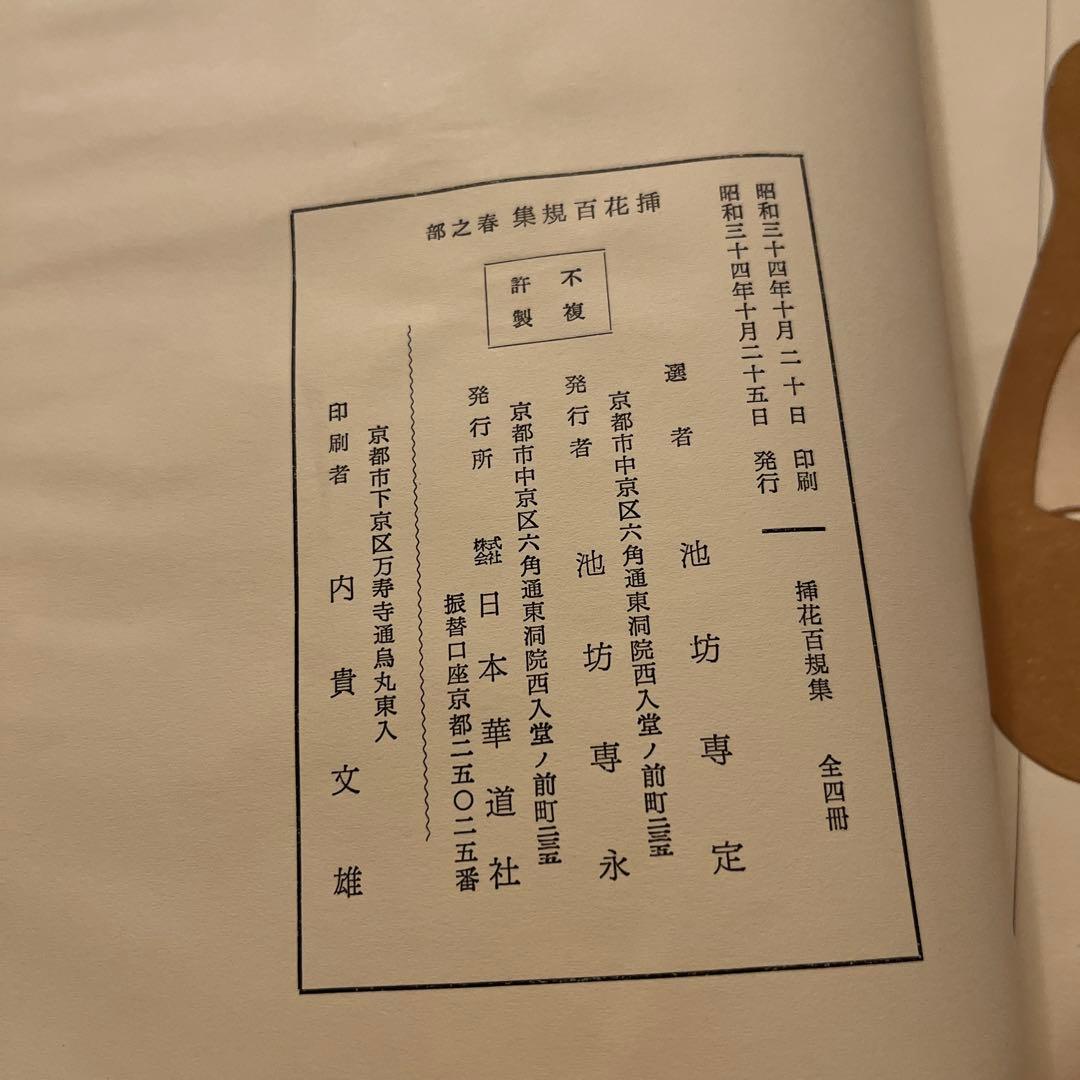 挿花百規集 春之部
不複
許製
昭和三十四年十月二十日 印刷
昭和三十四年十月二十五日 発行
挿花百規集 全四冊
選者 池坊専定
京都市中京区六角通東洞院西入堂ノ前町二三五
発行者 池坊専永
京都市中京区六角通東洞院西入堂ノ前町二三五
発行所 株式会社 日本華道社
振替口座京都二五〇二五番
京都市下京区万寿寺通烏丸東入
印刷者 内貴文雄